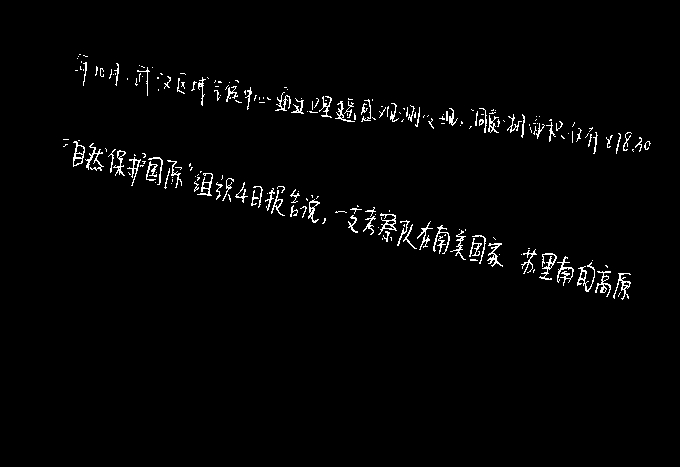 年10月,武汉区域气候中心通过卫星遥感观测发现,洞庭湖面积仅有878.30
"自然保护国际"组织4日报告说,一支考察队在南美国家 苏里南的高原